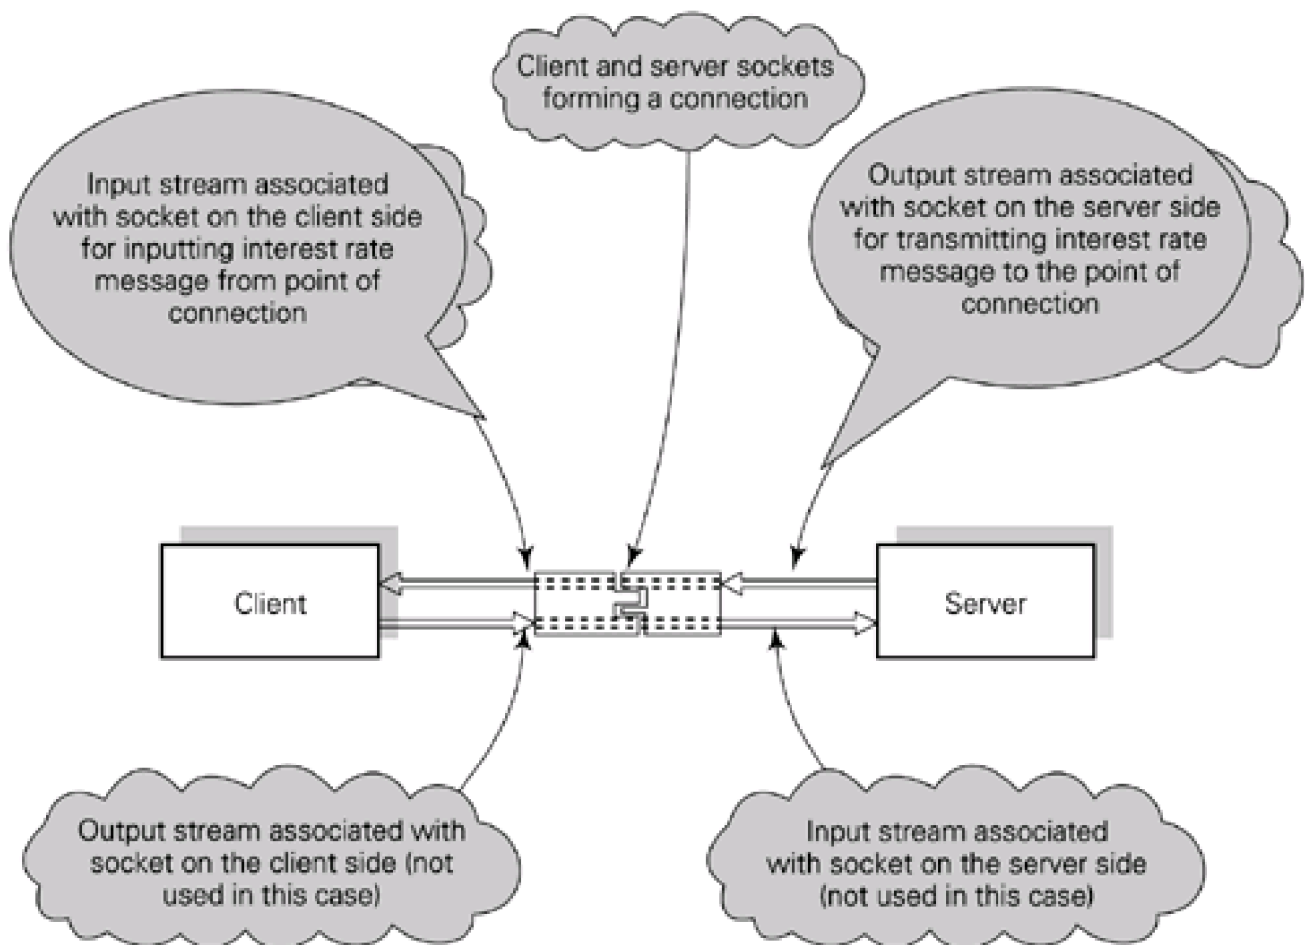 Client and server sockets
forming a connection
Input stream associated
with socket on the client side
for inputting interest rate
message from point of
connection
Output stream associated
with socket on the server side
for transmitting interest rate
message to the point of
connection
Client
Server
Output stream associated with
socket on the client side (not
used in this case)
Input stream associated
with socket on the server side
(not used in this case)